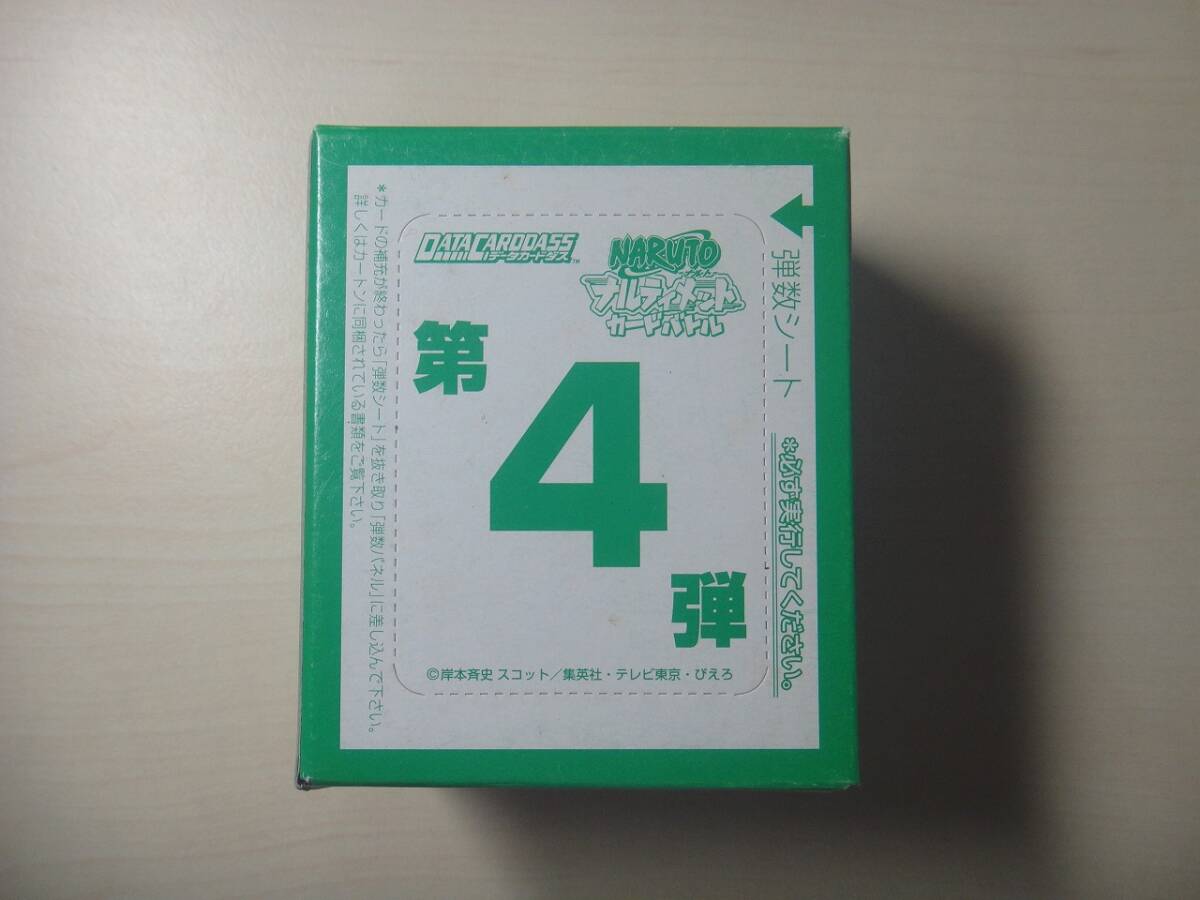 DATA CARDDASS
データカードダス™
NARUTO
ナルト
ナルティメット
カードバトル
第
4
弾
©岸本斉史 スコット／集英社・テレビ東京・ぴえろ
弾数シート
*必ず実行してください。
*カードの補充が終わったら「弾数シート」を抜き取り「弾数パネル」に差し込んで下さい。
詳しくはカートンに同梱されている書類をご覧下さい。